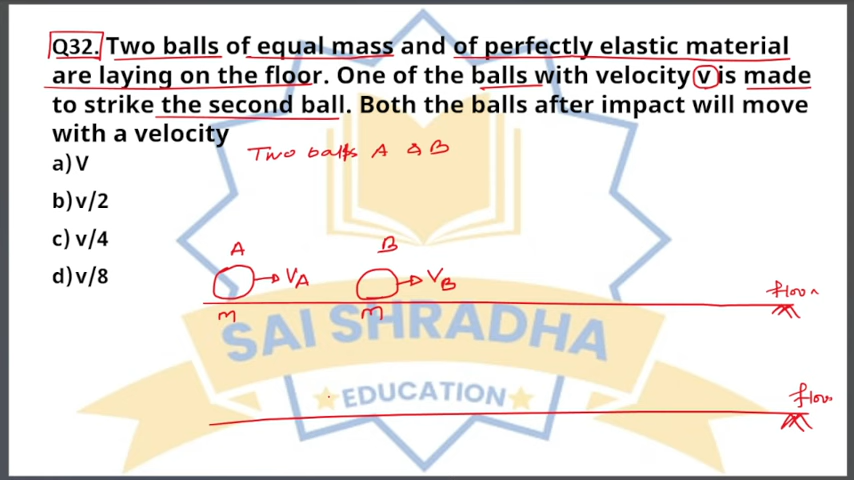 Q32. Two balls of equal mass and of perfectly elastic material
are laying on the floor. One of the balls with velocity v is made
to strike the second ball. Both the balls after impact will move
with a velocity
Two balls A & B
a) V
b) v/2
c) v/4
d) v/8
A B
VA VB
floor
m m
SAI SHRADHA
EDUCATION
floor